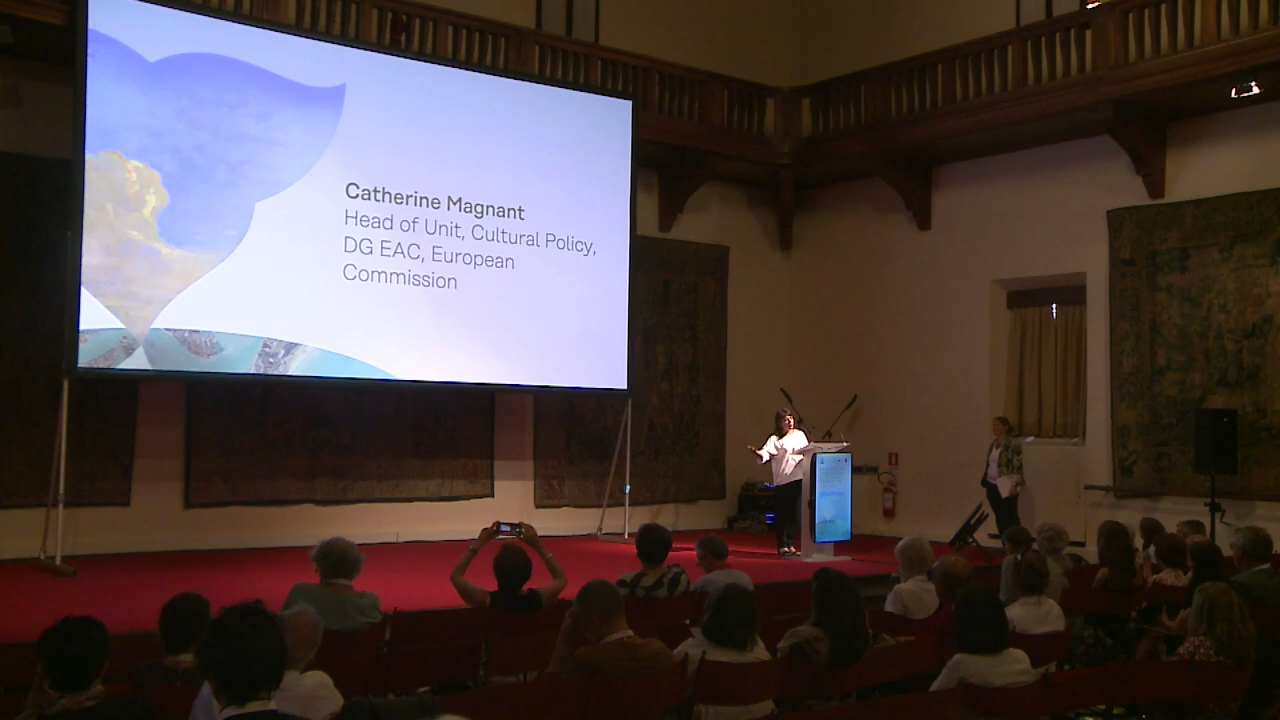 Catherine Magnant
Head of Unit, Cultural Policy,
DG EAC, European
Commission